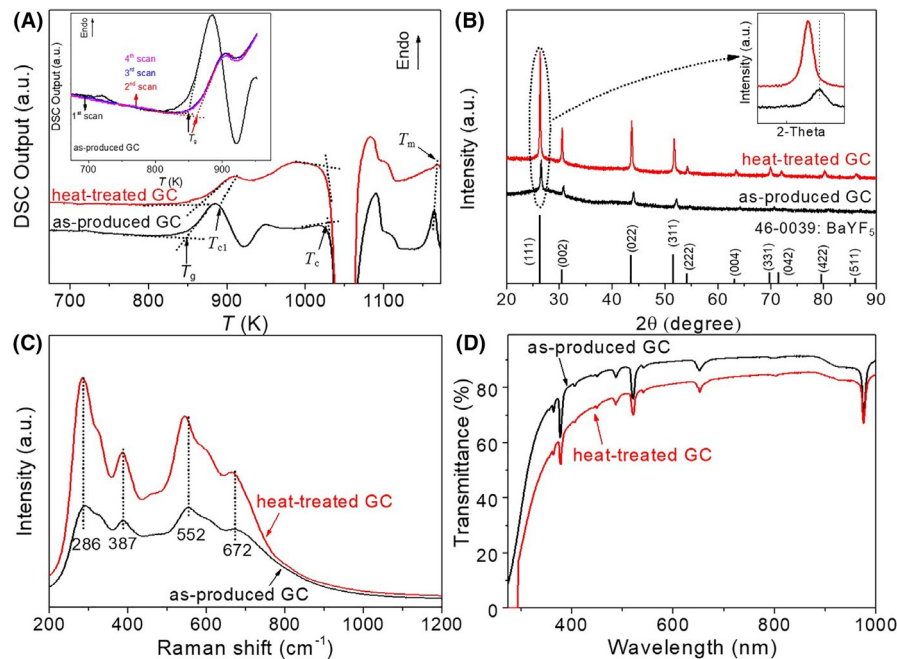 (A)
Endo
4th scan
3rd scan
2nd scan
1st scan
Tg
as-produced GC
DSC Output (a.u.)
700
800
900
T (K)
Endo
Tm
heat-treated GC
as-produced GC
Tc1
Tc
Tg
DSC Output (a.u.)
700
800
900
1000
1100
T (K)
(B)
Intensity (a.u.)
2-Theta
heat-treated GC
as-produced GC
46-0039: BaYF5
(111)
(002)
(022)
(311)
(222)
(004)
(331)
(042)
(422)
(511)
Intensity (a.u.)
20
30
40
50
60
70
80
90
2θ (degree)
(C)
286
387
552
672
heat-treated GC
as-produced GC
Intensity (a.u.)
200
400
600
800
1000
1200
Raman shift (cm-1)
(D)
as-produced GC
heat-treated GC
Transmittance (%)
80
60
40
20
0
400
600
800
1000
Wavelength (nm)